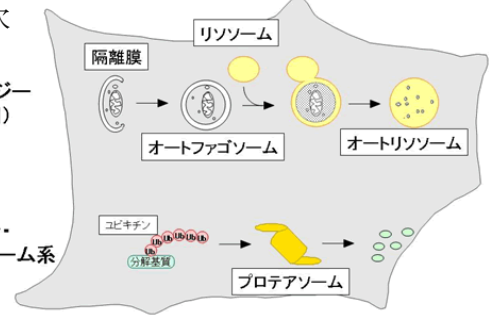 次
リソソーム
隔離膜
ジー
オートファゴソーム
オートリソソーム
ユビキチン
Ub Ub Ub Ub Ub
Ub
分解基質
ーム系
プロテアソーム